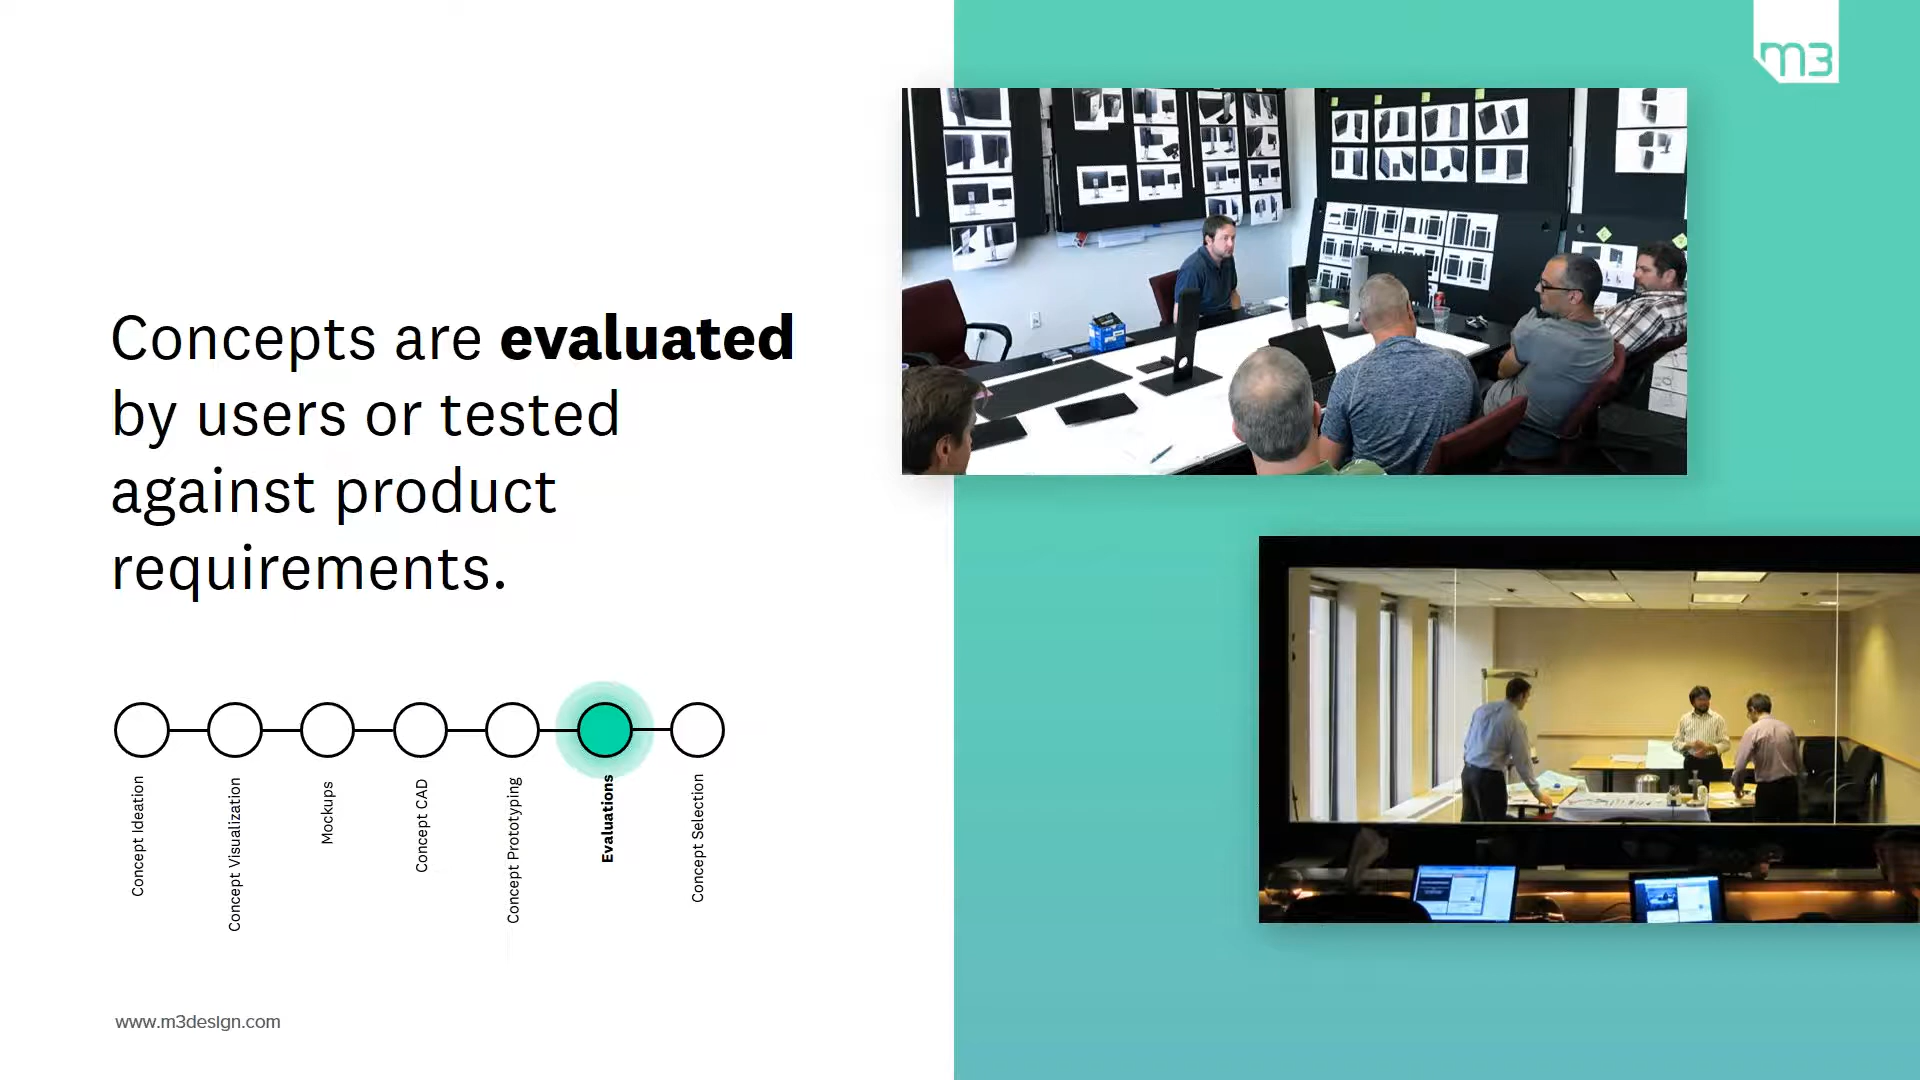 m3
Concepts are evaluated
by users or tested
against product
requirements.
Concept Ideation
Concept Visualization
Mockups
Concept CAD
Concept Prototyping
Evaluations
Concept Selection
www.m3design.com